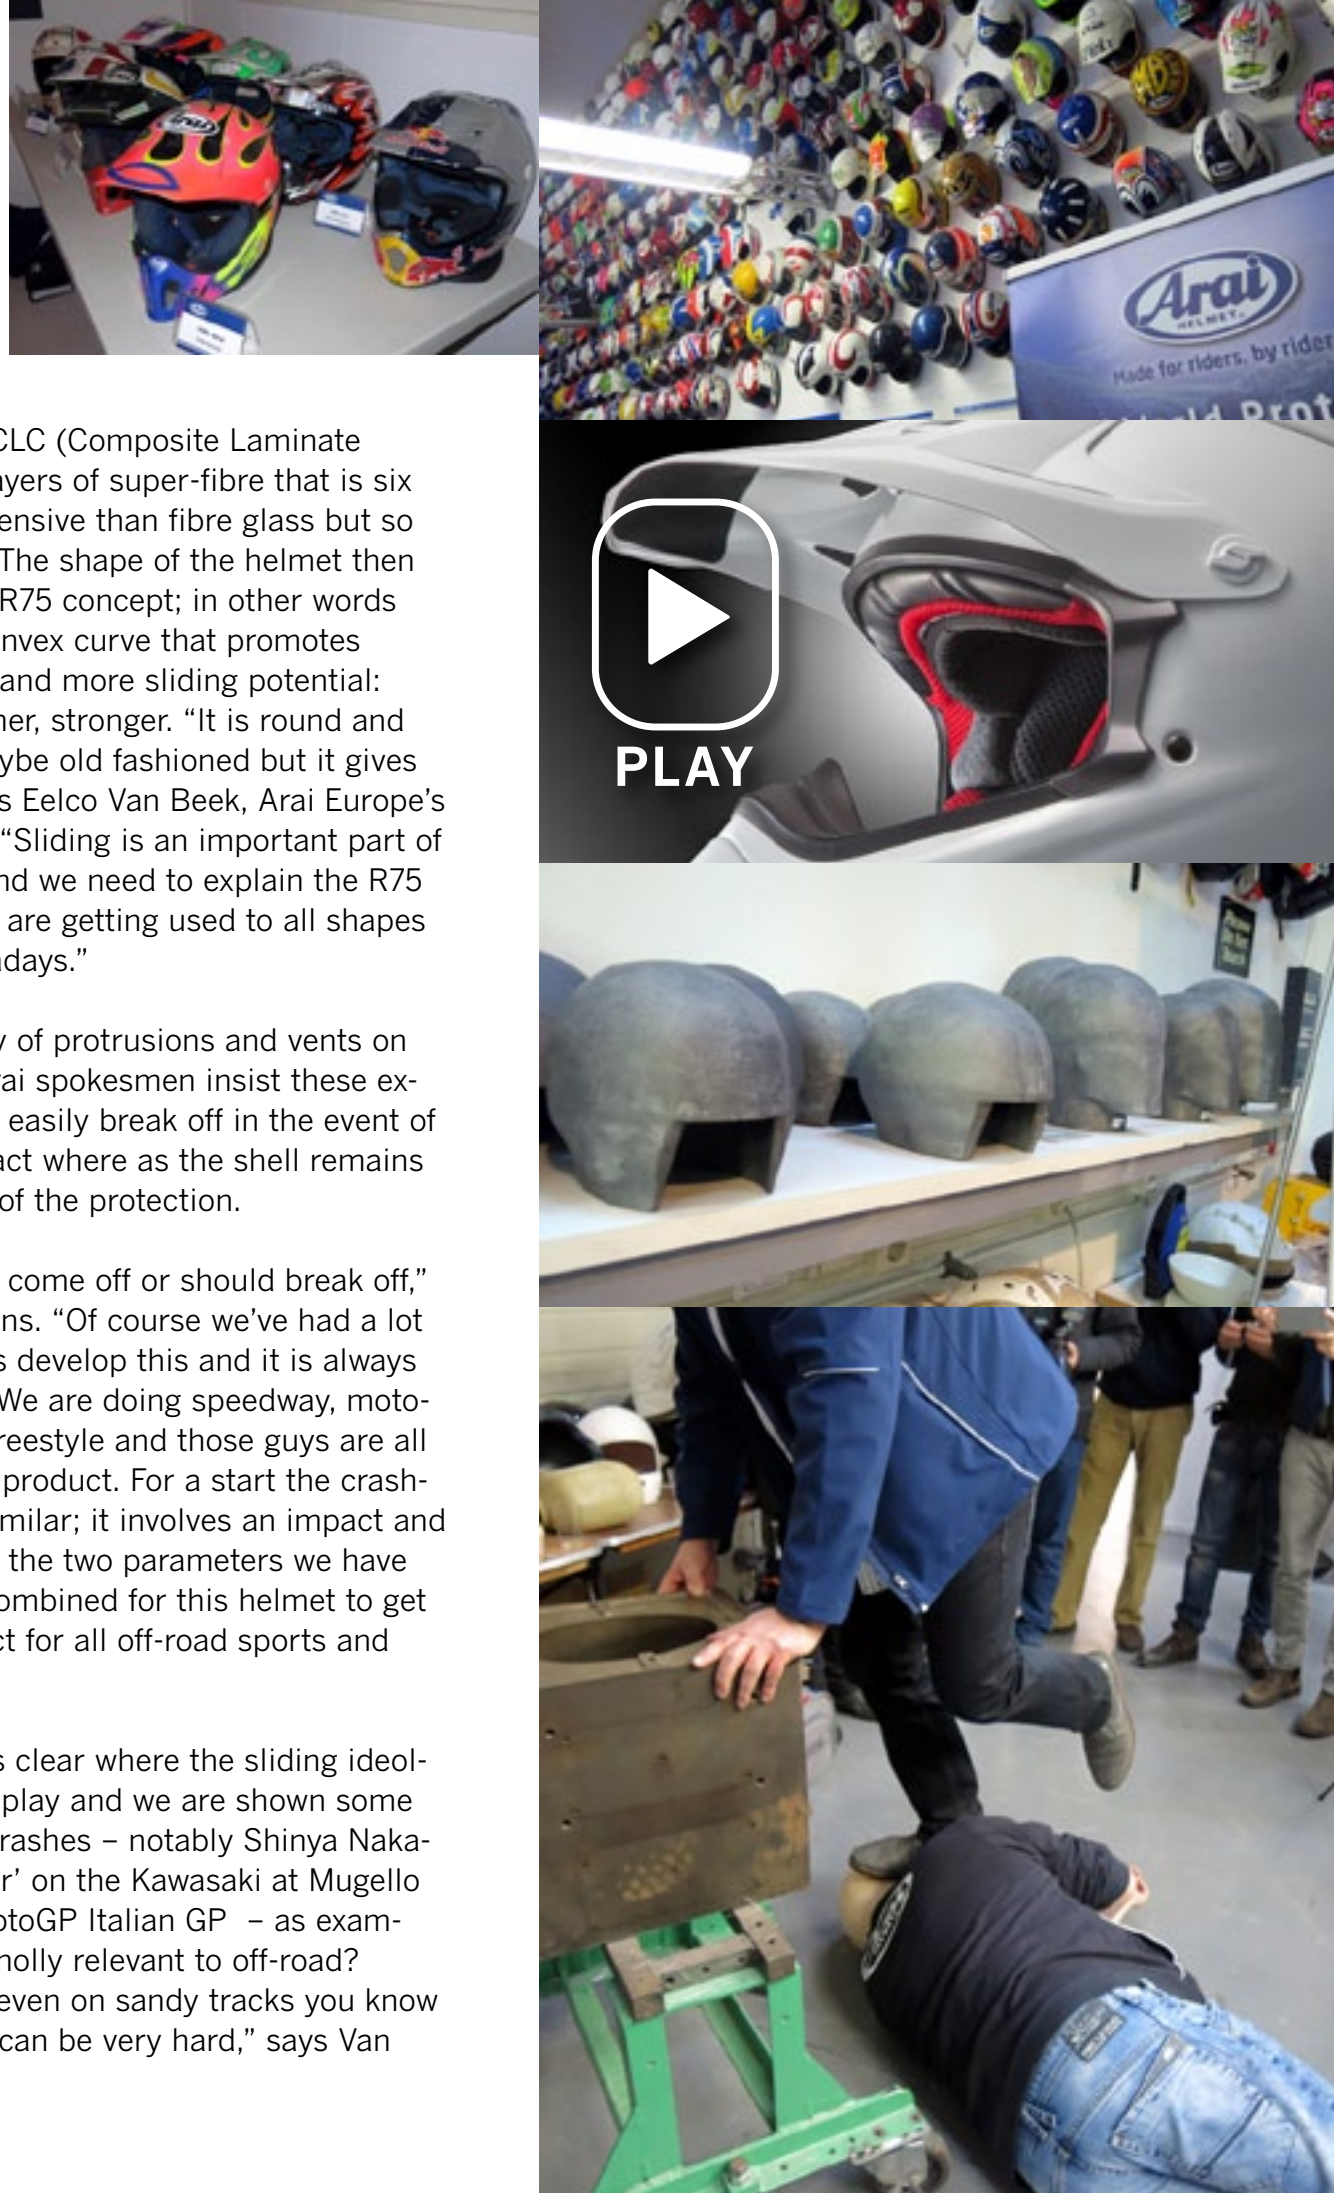 Arai
Arai
HELMET
Made for riders, by rider
World Prot
PLAY
CLC (Composite Laminate
ayers of super-fibre that is six
ensive than fibre glass but so
The shape of the helmet then
R75 concept; in other words
nvex curve that promotes
and more sliding potential:
her, stronger. “It is round and
ybe old fashioned but it gives
s Eelco Van Beek, Arai Europe’s
“Sliding is an important part of
nd we need to explain the R75
are getting used to all shapes
adays.”
y of protrusions and vents on
rai spokesmen insist these ex-
easily break off in the event of
act where as the shell remains
of the protection.
come off or should break off,”
ns. “Of course we’ve had a lot
s develop this and it is always
We are doing speedway, moto-
reestyle and those guys are all
product. For a start the crash-
milar; it involves an impact and
the two parameters we have
ombined for this helmet to get
ct for all off-road sports and
s clear where the sliding ideol-
play and we are shown some
rashes – notably Shinya Naka-
r’ on the Kawasaki at Mugello
otoGP Italian GP – as exam-
holly relevant to off-road?
even on sandy tracks you know
can be very hard,” says Van